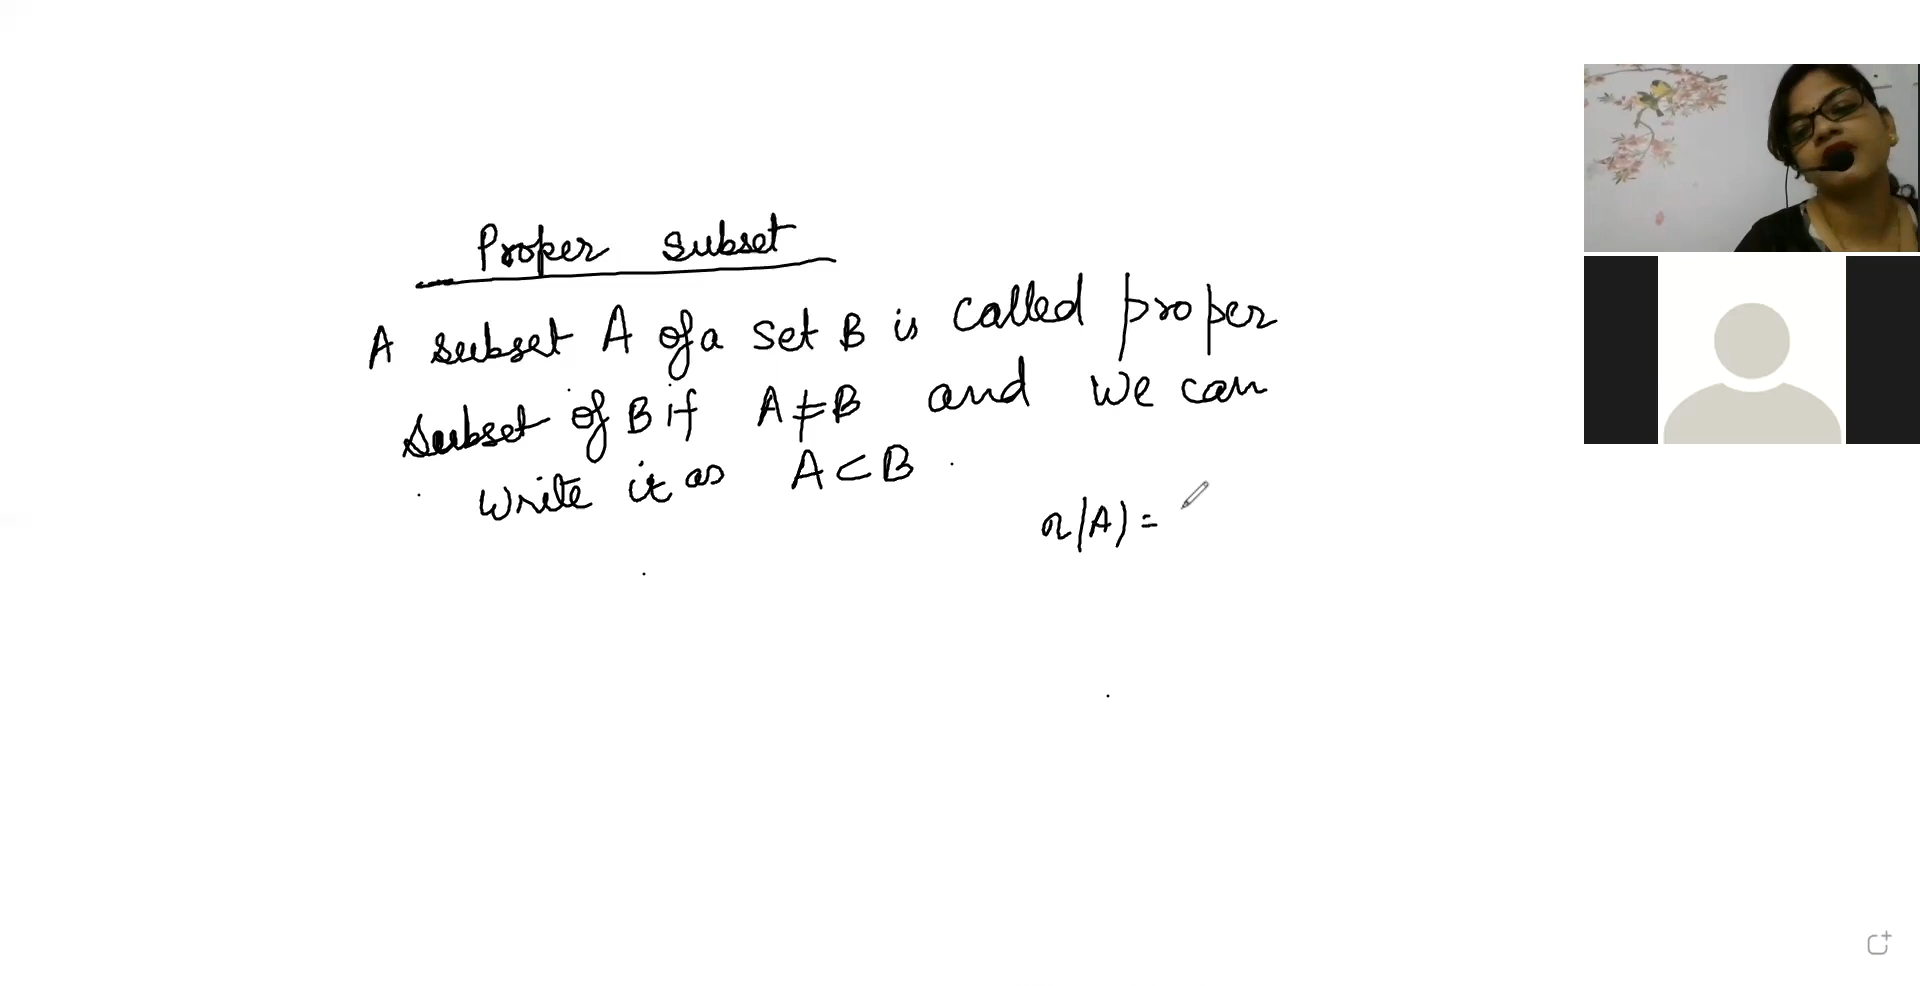 Proper subset
A subset A of a set B is called proper
subset of B if A ≠ B and we can
write it as A ⊂ B .
n(A) =